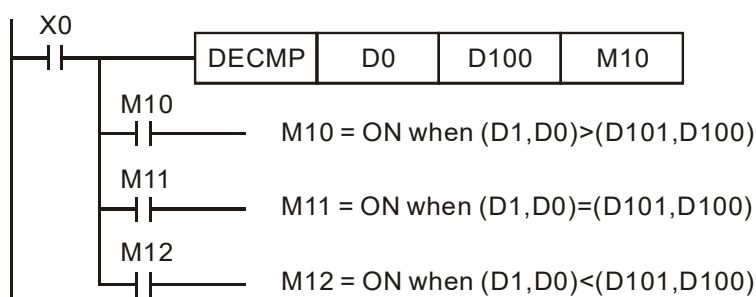 X0
DECMP D0 D100 M10
M10
M10 = ON when (D1,D0)>(D101,D100)
M11
M11 = ON when (D1,D0)=(D101,D100)
M12
M12 = ON when (D1,D0)<(D101,D100)